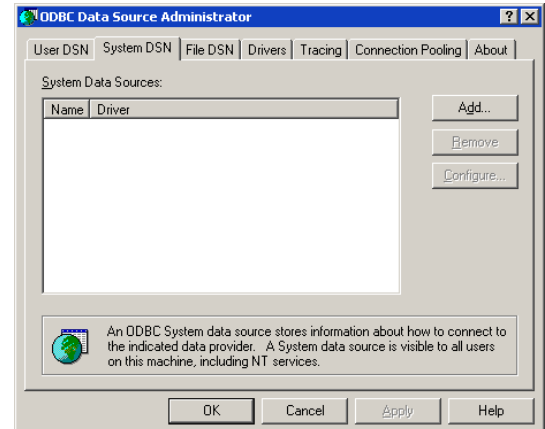 ODBC Data Source Administrator
User DSN System DSN File DSN Drivers Tracing Connection Pooling About
System Data Sources:
Name Driver
Add...
Remove
Configure...
An ODBC System data source stores information about how to connect to
the indicated data provider. A System data source is visible to all users
on this machine, including NT services.
OK Cancel Apply Help